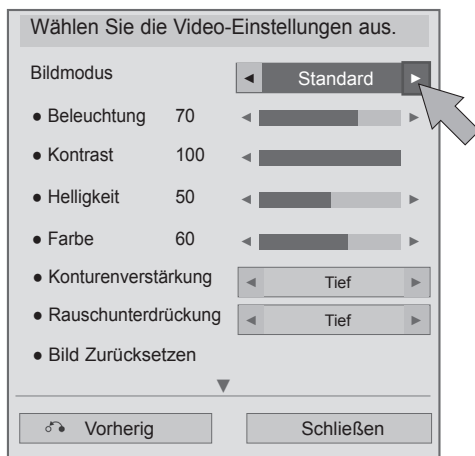 Wählen Sie die Video-Einstellungen aus.
Bildmodus ◄ Standard ►
● Beleuchtung 70 ◄ ►
● Kontrast 100 ◄
● Helligkeit 50 ◄ ►
● Farbe 60 ◄ ►
● Konturenverstärkung ◄ Tief ►
● Rauschunterdrückung ◄ Tief ►
● Bild Zurücksetzen
▼
Vorherig Schließen